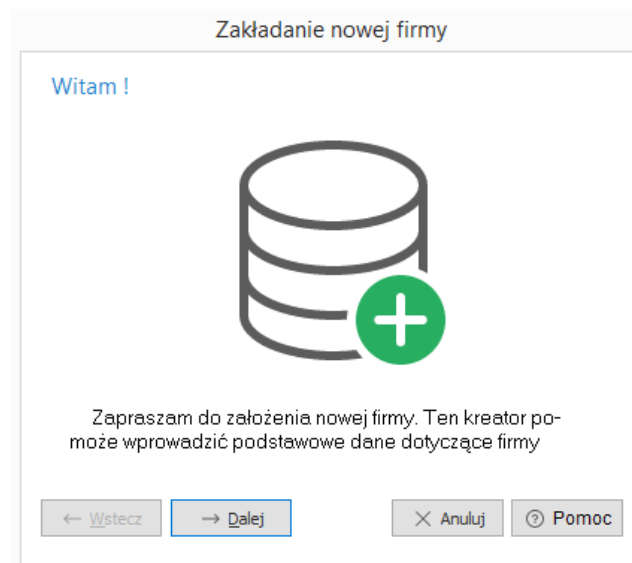 Zakładanie nowej firmy
Witam !
Zapraszam do założenia nowej firmy. Ten kreator po-
może wprowadzić podstawowe dane dotyczące firmy
← Wstecz → Dalej × Anuluj ? Pomoc